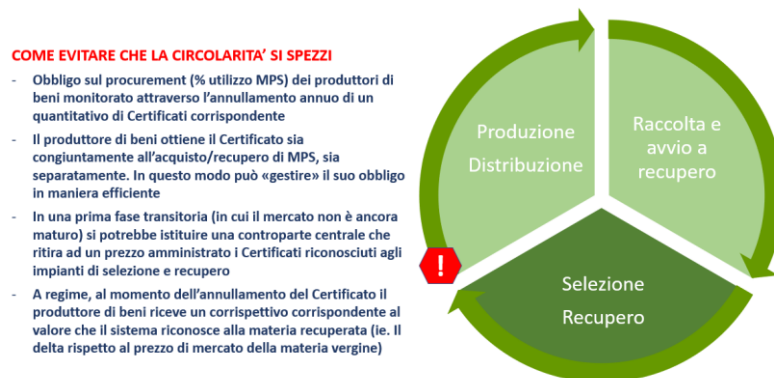 COME EVITARE CHE LA CIRCOLARITA' SI SPEZZI
- Obbligo sul procurement (% utilizzo MPS) dei produttori di
beni monitorato attraverso l'annullamento annuo di un
quantitativo di Certificati corrispondente
- Il produttore di beni ottiene il Certificato sia
congiuntamente all'acquisto/recupero di MPS, sia
separatamente. In questo modo può «gestire» il suo obbligo
in maniera efficiente
- In una prima fase transitoria (in cui il mercato non è ancora
maturo) si potrebbe istituire una controparte centrale che
ritira ad un prezzo amministrato i Certificati riconosciuti agli
impianti di selezione e recupero
- A regime, al momento dell'annullamento del Certificato il
produttore di beni riceve un corrispettivo corrispondente al
valore che il sistema riconosce alla materia recuperata (ie. Il
delta rispetto al prezzo di mercato della materia vergine)
Produzione
Distribuzione
Raccolta e
avvio a
recupero
!
Selezione
Recupero